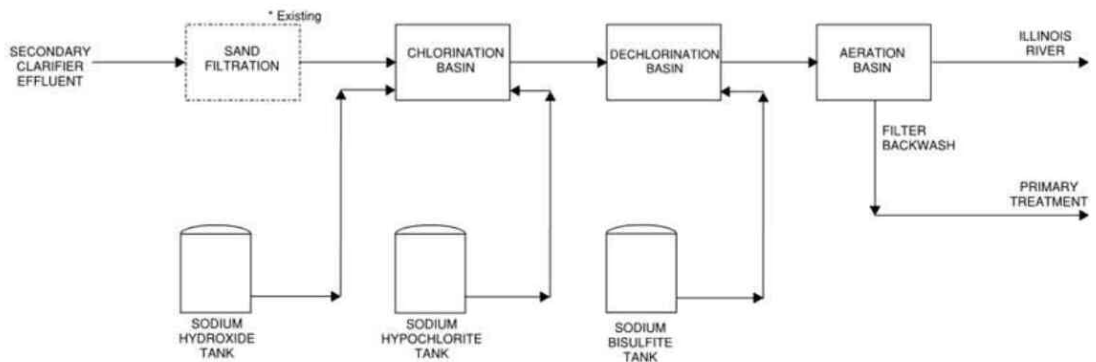 * Existing
SECONDARY
CLARIFIER
EFFLUENT
SAND
FILTRATION
CHLORINATION
BASIN
DECHLORINATION
BASIN
AERATION
BASIN
ILLINOIS
RIVER
FILTER
BACKWASH
PRIMARY
TREATMENT
SODIUM
HYDROXIDE
TANK
SODIUM
HYPOCHLORITE
TANK
SODIUM
BISULFITE
TANK